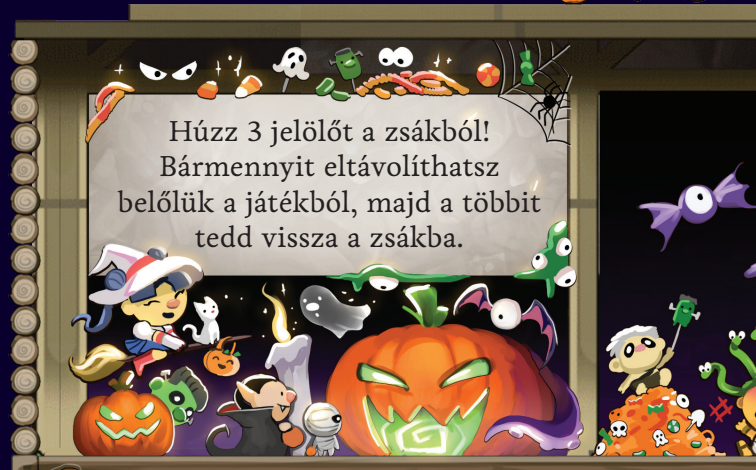 Húzz 3 jelölőt a zsákból!
Bármennyit eltávolíthatsz
belőlük a játékból, majd a többit
tedd vissza a zsákba.